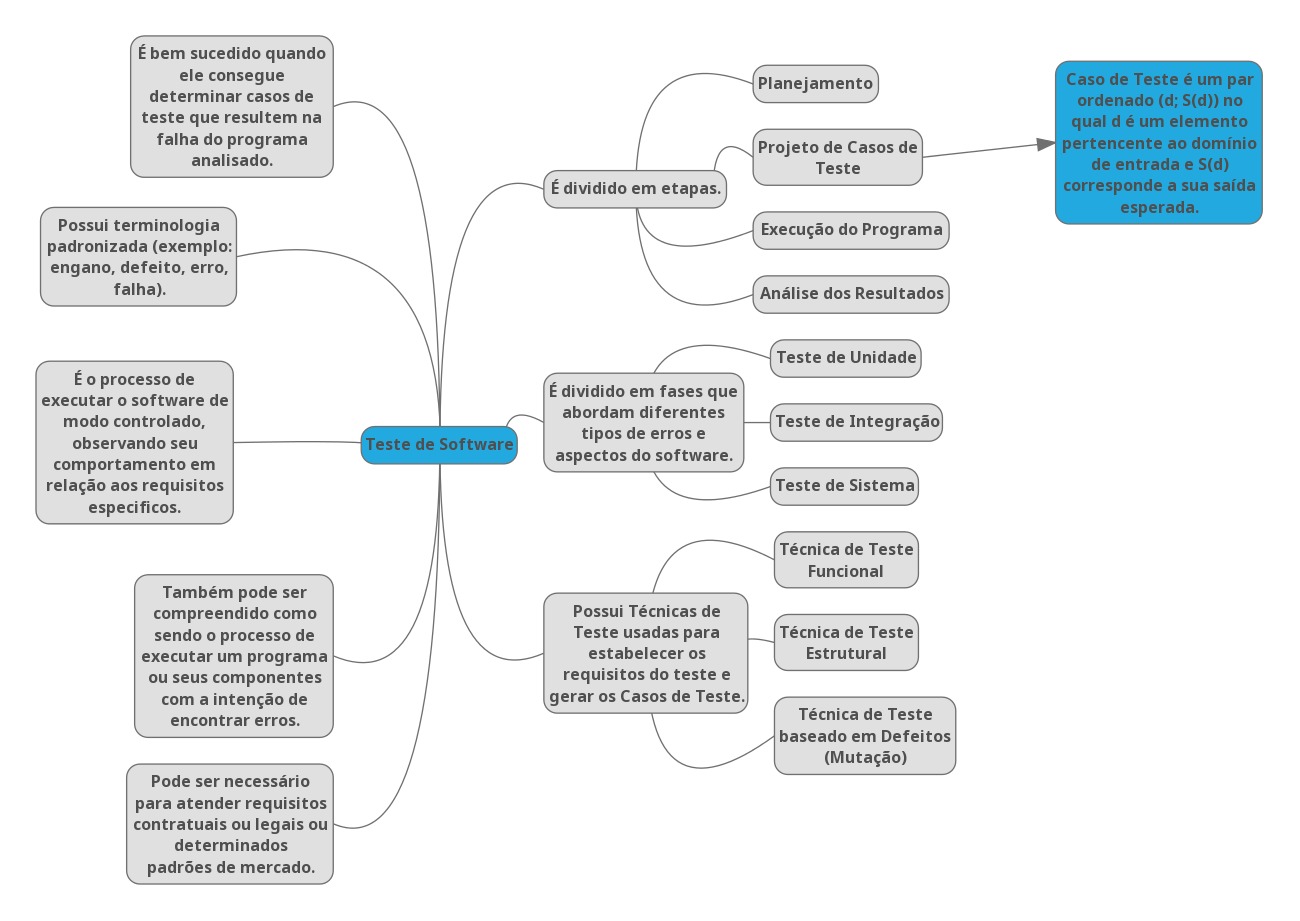 É bem sucedido quando
ele consegue
determinar casos de
teste que resultem na
falha do programa
analisado.
Possui terminologia
padronizada (exemplo:
engano, defeito, erro,
falha).
É o processo de
executar o software de
modo controlado,
observando seu
comportamento em
relação aos requisitos
especificos.
Também pode ser
compreendido como
sendo o processo de
executar um programa
ou seus componentes
com a intenção de
encontrar erros.
Pode ser necessário
para atender requisitos
contratuais ou legais ou
determinados
padrões de mercado.
Teste de Software
É dividido em etapas.
Planejamento
Projeto de Casos de
Teste
Caso de Teste é um par
ordenado (d; S(d)) no
qual d é um elemento
pertencente ao domínio
de entrada e S(d)
corresponde a sua saída
esperada.
Execução do Programa
Análise dos Resultados
É dividido em fases que
abordam diferentes
tipos de erros e
aspectos do software.
Teste de Unidade
Teste de Integração
Teste de Sistema
Possui Técnicas de
Teste usadas para
estabelecer os
requisitos do teste e
gerar os Casos de Teste.
Técnica de Teste
Funcional
Técnica de Teste
Estrutural
Técnica de Teste
baseado em Defeitos
(Mutação)